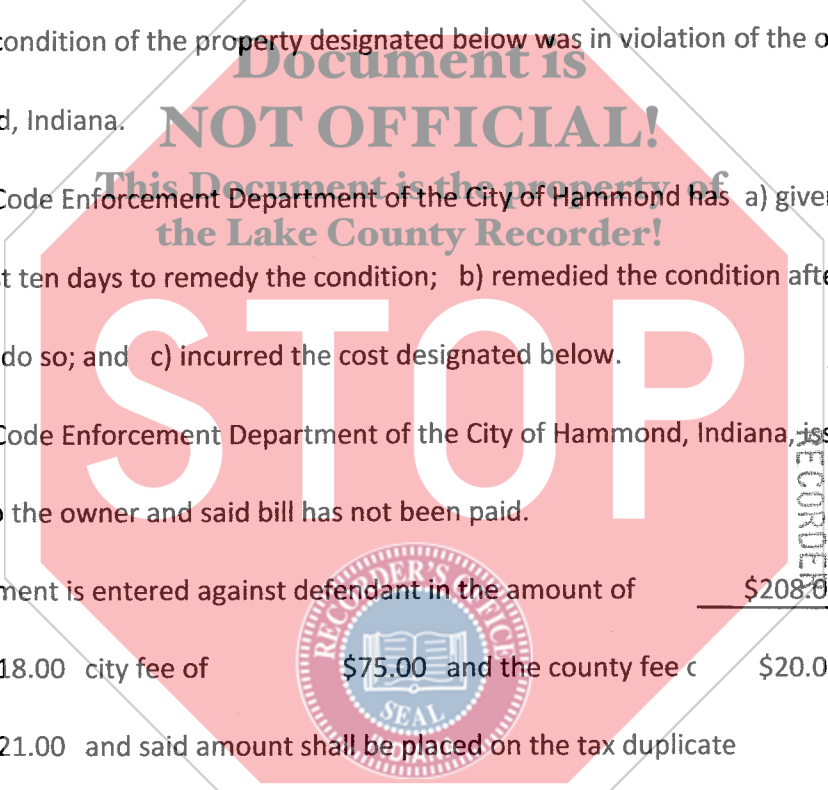 condition of the property designated below was in violation of the o
Document is
d, Indiana.
NOT OFFICIAL!
This Document is the property of
Code Enforcement Department of the City of Hammond has a) given
the Lake County Recorder!
t ten days to remedy the condition; b) remedied the condition afte
STOP
do so; and c) incurred the cost designated below.
Code Enforcement Department of the City of Hammond, Indiana, iss
RECORDER
o the owner and said bill has not been paid.
ment is entered against defendant in the amount of $208.0
RECORDER'S OFFICE
18.00 city fee of $75.00 and the county fee o $20.0
SEAL
21.00 and said amount shall be placed on the tax duplicate